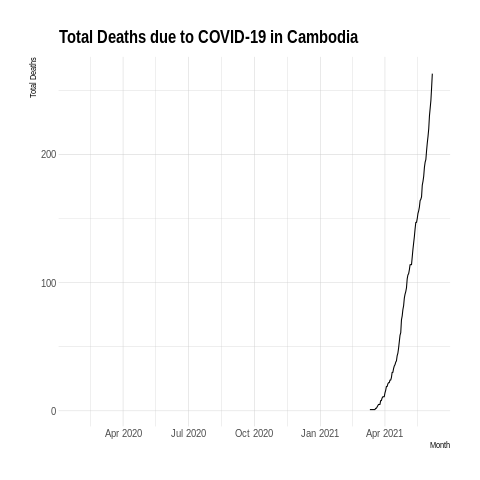 Total Deaths due to COVID-19 in Cambodia
Total Deaths
200
100
0
Apr 2020 Jul 2020 Oct 2020 Jan 2021 Apr 2021
Month